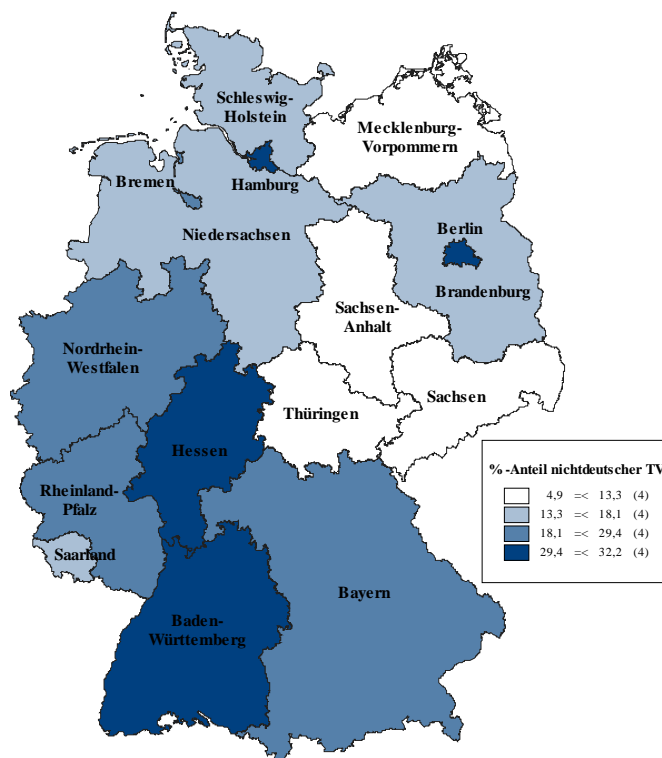 Schleswig-
Holstein
Mecklenburg-
Vorpommern
Bremen
Hamburg
Niedersachsen
Berlin
Brandenburg
Sachsen-
Anhalt
Nordrhein-
Westfalen
Thüringen
Sachsen
Hessen
Rheinland-
Pfalz
Saarland
Bayern
Baden-
Württemberg
%-Anteil nichtdeutscher TV
4,9 =< 13,3 (4)
13,3 =< 18,1 (4)
18,1 =< 29,4 (4)
29,4 =< 32,2 (4)